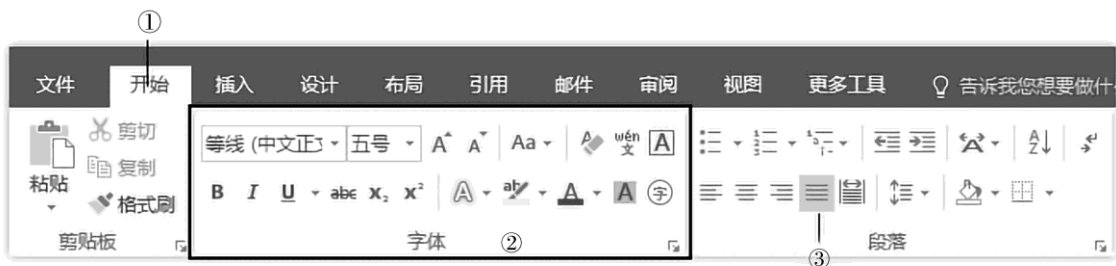 ①
文件 开始 插入 设计 布局 引用 邮件 审阅 视图 更多工具 告诉我您想要做什
剪切 等线 (中文正文 五号 A A Aa wén 文 A
复制
粘贴 格式刷 B I U abc X₂ X² A ab A A 字
剪贴板 字体 ② 段落
③